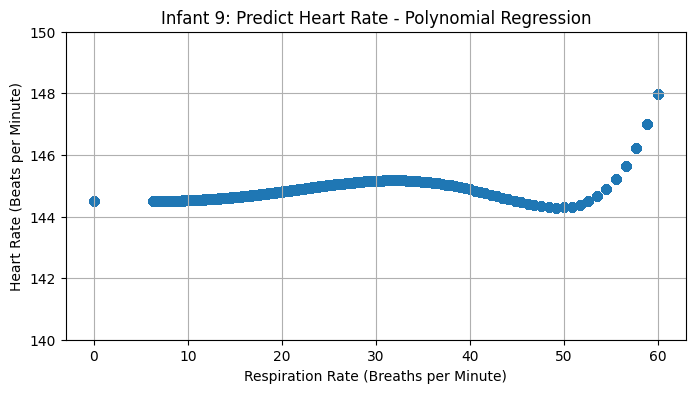 Infant 9: Predict Heart Rate - Polynomial Regression
Heart Rate (Beats per Minute)
150
148
146
144
142
140
0 10 20 30 40 50 60
Respiration Rate (Breaths per Minute)